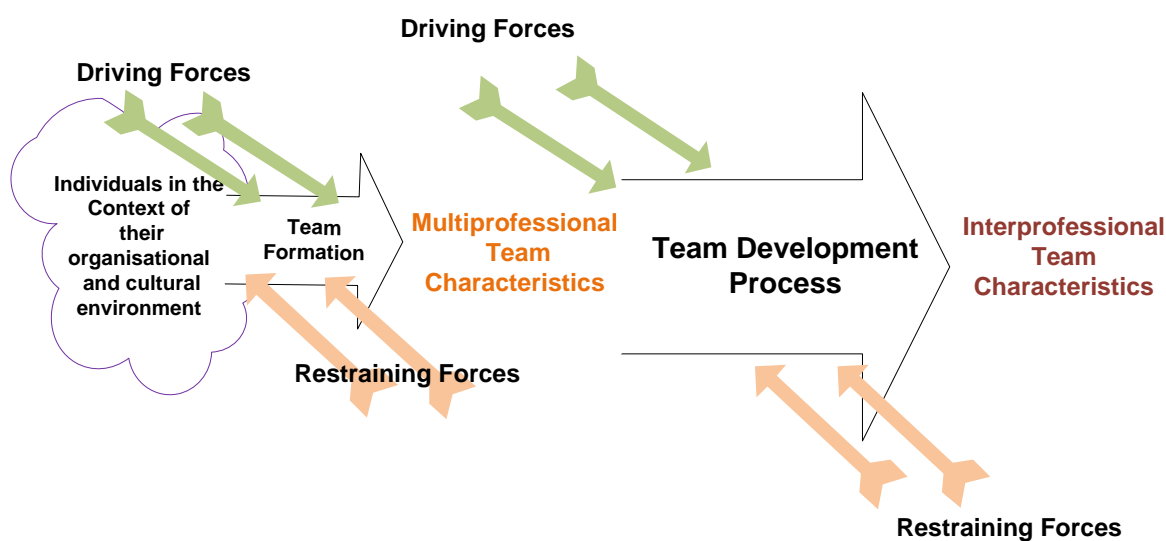 Driving Forces
Driving Forces
Individuals in the
Context of
their
organisational
and cultural
environment
Team
Formation
Multiprofessional
Team
Characteristics
Team Development
Process
Interprofessional
Team
Characteristics
Restraining Forces
Restraining Forces